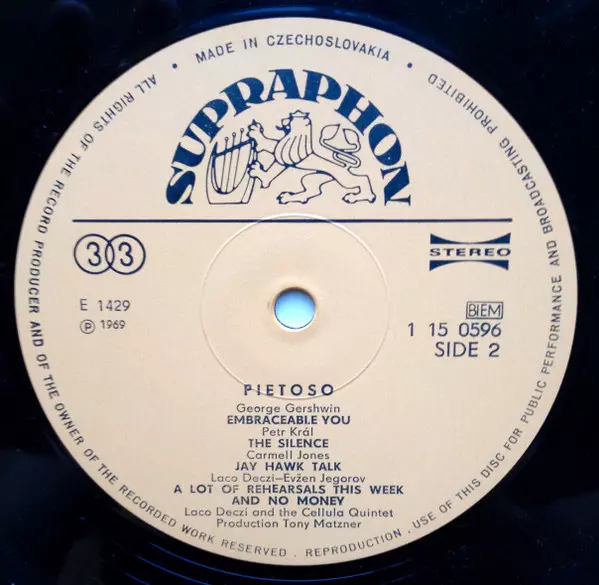 ALL RIGHTS OF THE RECORD PRODUCER AND OF THE OWNER OF THE RECORDED WORK RESERVED . REPRODUCTION . USE OF THIS DISC FOR PUBLIC PERFORMANCE AND BROADCASTING PROHIBITED
• MADE IN CZECHOSLOVAKIA •
SUPRAPHON
33
STEREO
E 1429
BIEM
℗ 1969
1 15 0596
SIDE 2
PIETOSO
George Gershwin
EMBRACEABLE YOU
Petr Král
THE SILENCE
Carmell Jones
JAY HAWK TALK
Laco Deczi–Evžen Jegorov
A LOT OF REHEARSALS THIS WEEK
AND NO MONEY
Laco Deczi and the Cellula Quintet
Production Tony Matzner